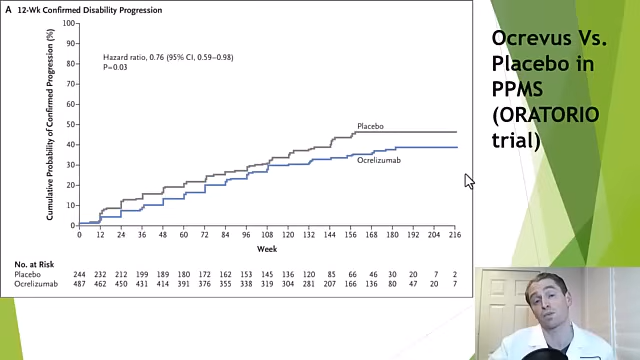 A 12-Wk Confirmed Disability Progression
Cumulative Probability of Confirmed Progression (%)
100
90
80
70
60
50
40
30
20
10
0
Hazard ratio, 0.76 (95% CI, 0.59–0.98)
P=0.03
Placebo
Ocrelizumab
0 12 24 36 48 60 72 84 96 108 120 132 144 156 168 180 192 204 216
Week
No. at Risk
Placebo 244 232 212 199 189 180 172 162 153 145 136 120 85 66 46 30 20 7 2
Ocrelizumab 487 462 450 431 414 391 376 355 338 319 304 281 207 166 136 80 47 20 7
Ocrevus Vs.
Placebo in
PPMS
(ORATORIO
trial)